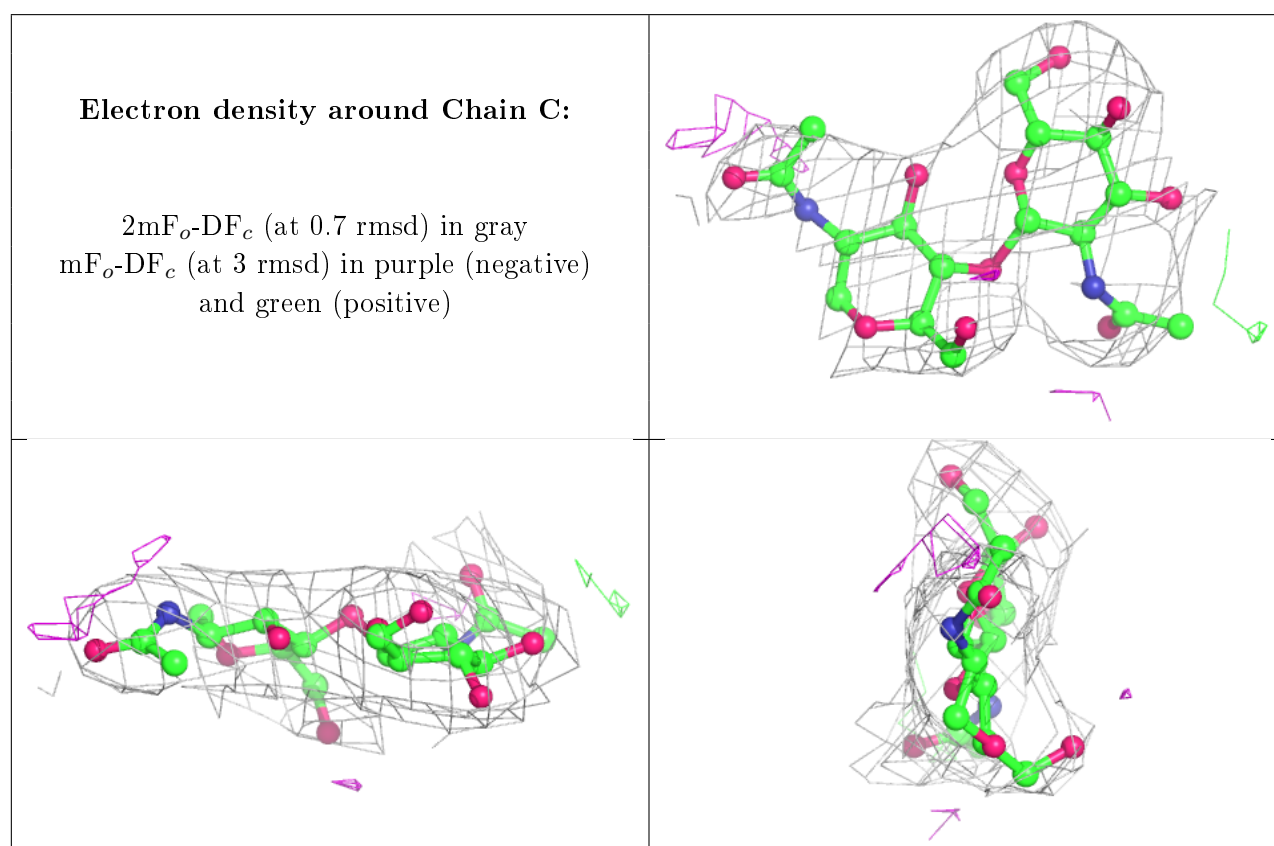 Electron density around Chain C:
2mFₒ-DF𝒸 (at 0.7 rmsd) in gray
mFₒ-DF𝒸 (at 3 rmsd) in purple (negative)
and green (positive)